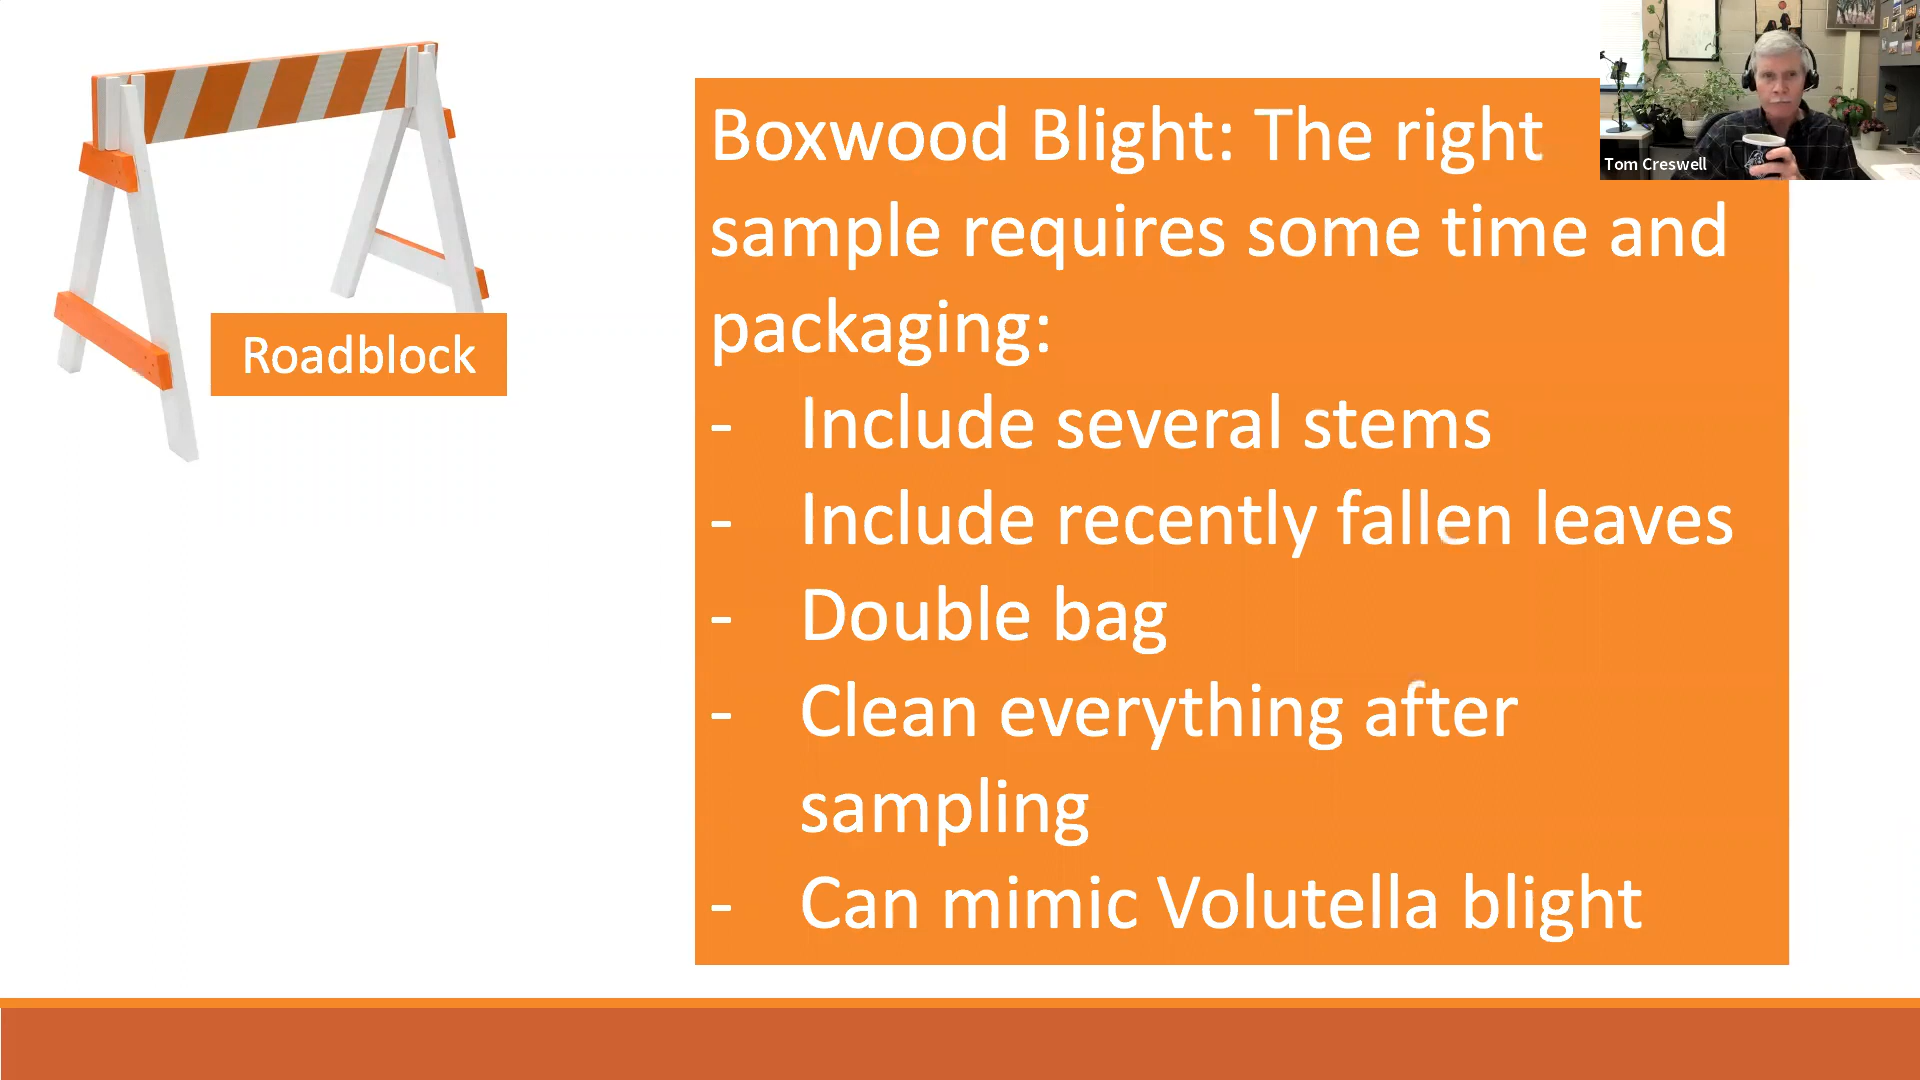 Roadblock
Boxwood Blight: The right
sample requires some time and
packaging:
- Include several stems
- Include recently fallen leaves
- Double bag
- Clean everything after
sampling
- Can mimic Volutella blight
Tom Creswell